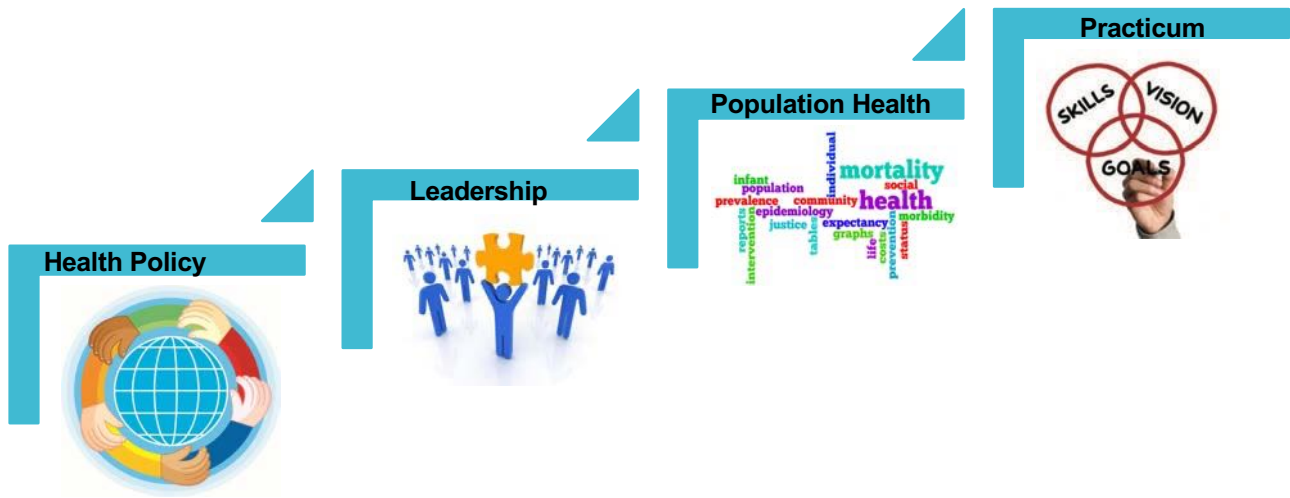 Health Policy
Leadership
Population Health
individual
mortality
infant
population
social
prevalence
community
health
epidemiology
morbidity
reports
intervention
justice
tables
expectancy
graphs
life
costs
prevention
status
Practicum
SKILLS
VISION
GOALS